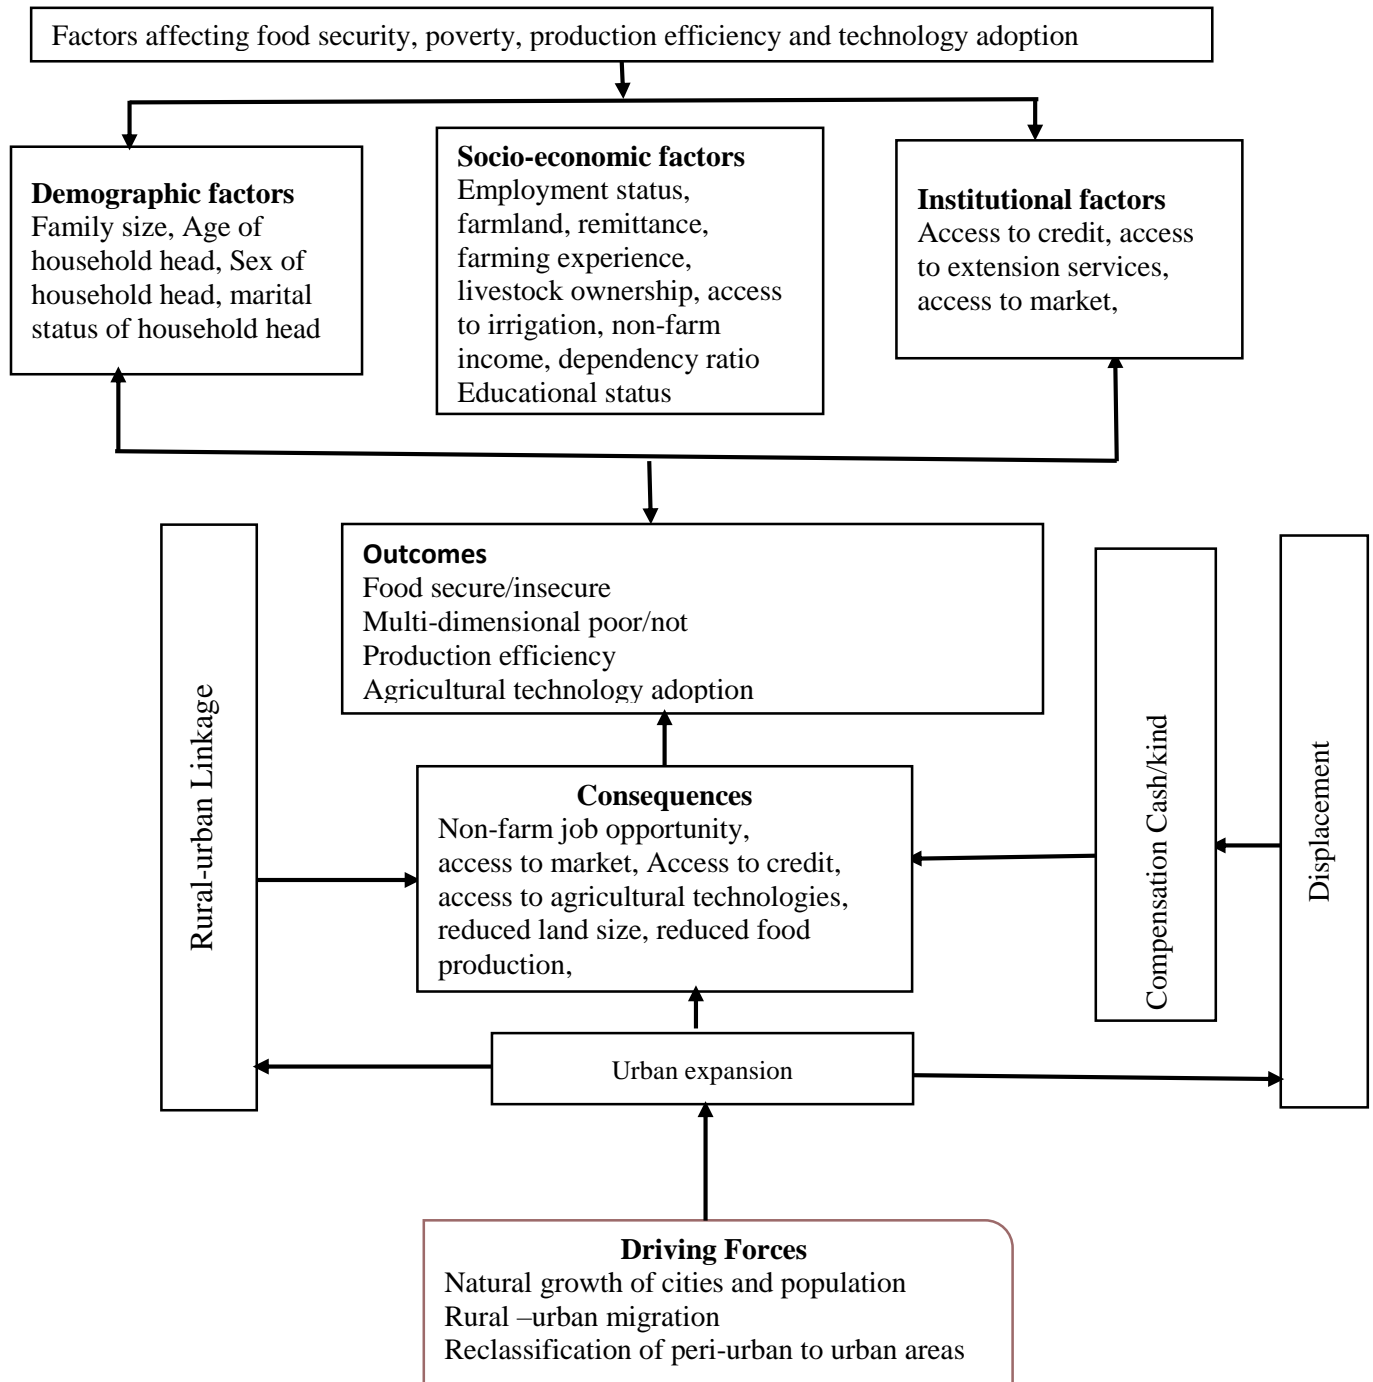 Factors affecting food security, poverty, production efficiency and technology adoption
Demographic factors
Family size, Age of
household head, Sex of
household head, marital
status of household head
Socio-economic factors
Employment status,
farmland, remittance,
farming experience,
livestock ownership, access
to irrigation, non-farm
income, dependency ratio
Educational status
Institutional factors
Access to credit, access
to extension services,
access to market,
Rural-urban Linkage
Outcomes
Food secure/insecure
Multi-dimensional poor/not
Production efficiency
Agricultural technology adoption
Consequences
Non-farm job opportunity,
access to market, Access to credit,
access to agricultural technologies,
reduced land size, reduced food
production,
Compensation Cash/kind
Displacement
Urban expansion
Driving Forces
Natural growth of cities and population
Rural –urban migration
Reclassification of peri-urban to urban areas